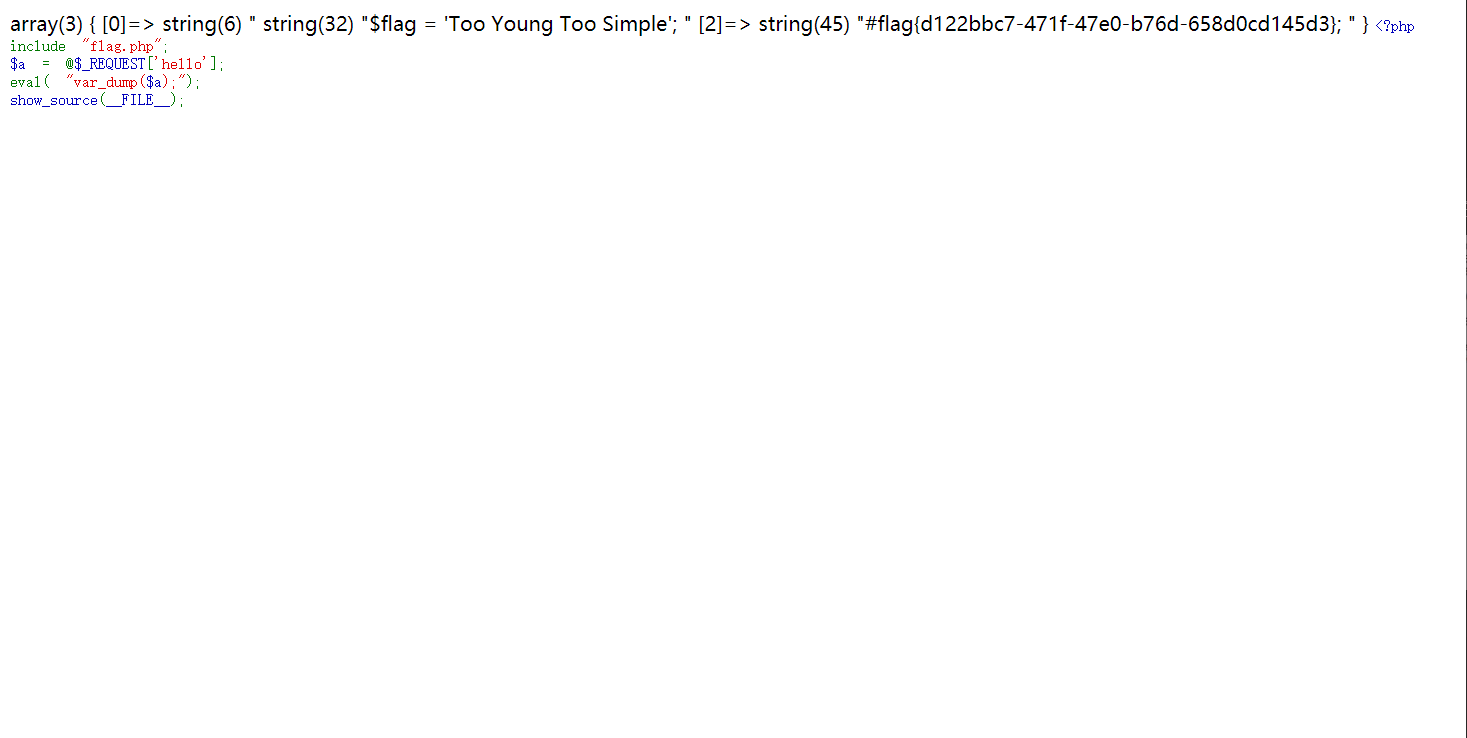 array(3) { [0]=> string(6) " string(32) "$flag = 'Too Young Too Simple'; " [2]=> string(45) "#flag{d122bbc7-471f-47e0-b76d-658d0cd145d3}; " } <?php
include  "flag.php";
$a  =  @$_REQUEST['hello'];
eval(  "var_dump($a);");
show_source(__FILE__);